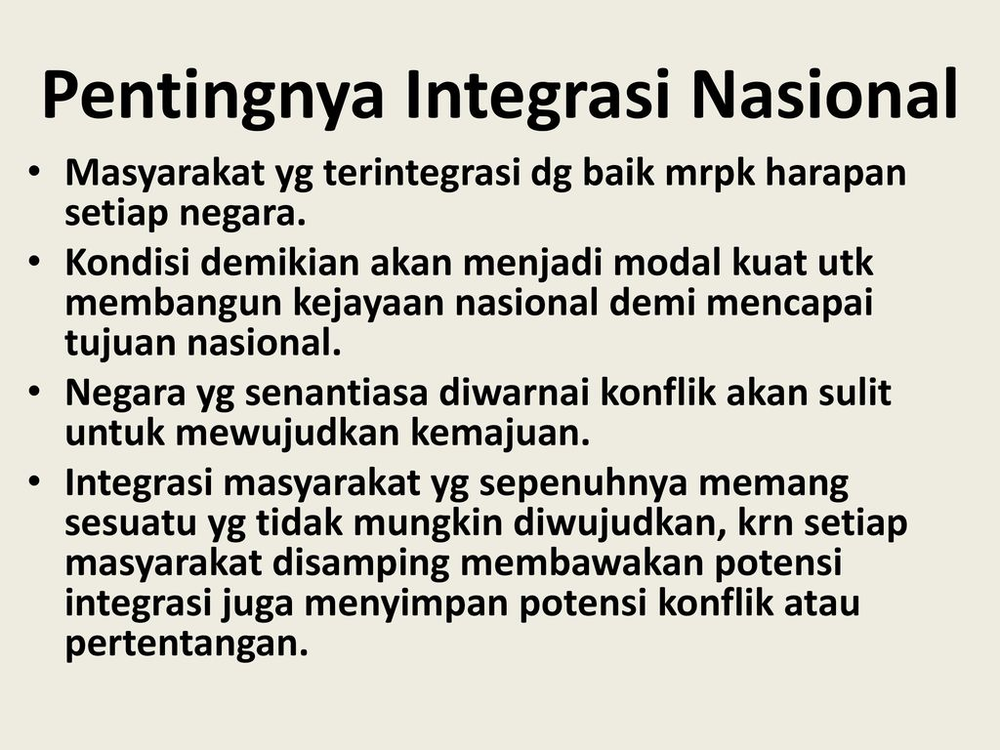 Pentingnya Integrasi Nasional
• Masyarakat yg terintegrasi dg baik mrpk harapan
setiap negara.
• Kondisi demikian akan menjadi modal kuat utk
membangun kejayaan nasional demi mencapai
tujuan nasional.
• Negara yg senantiasa diwarnai konflik akan sulit
untuk mewujudkan kemajuan.
• Integrasi masyarakat yg sepenuhnya memang
sesuatu yg tidak mungkin diwujudkan, krn setiap
masyarakat disamping membawakan potensi
integrasi juga menyimpan potensi konflik atau
pertentangan.